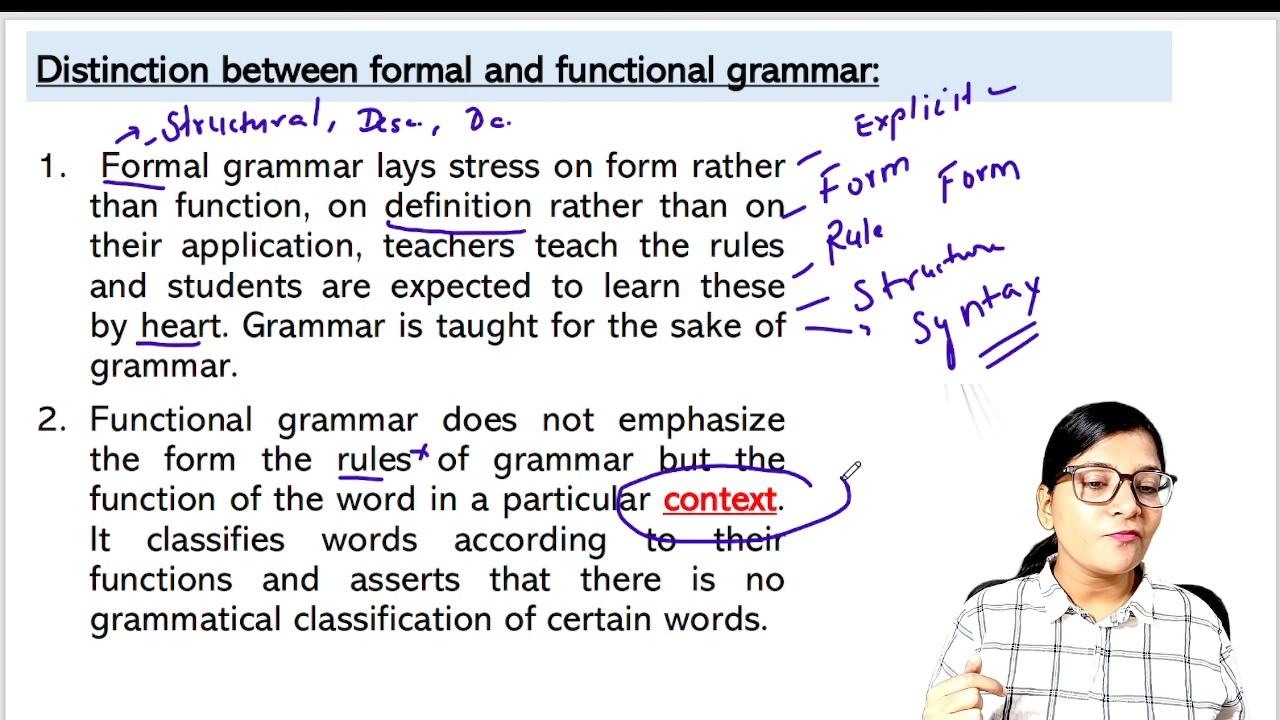 Distinction between formal and functional grammar:
Structural, Desc., De.
Explicit
1. Formal grammar lays stress on form rather
Form Form
than function, on definition rather than on
Rule
their application, teachers teach the rules
Structure
and students are expected to learn these
Syntax
by heart. Grammar is taught for the sake of
grammar.
2. Functional grammar does not emphasize
the form the rules of grammar but the
function of the word in a particular context.
It classifies words according to their
functions and asserts that there is no
grammatical classification of certain words.